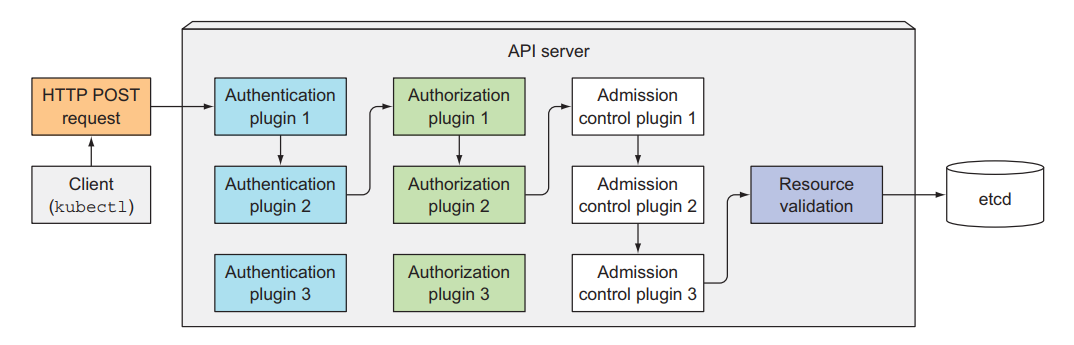 API server
HTTP POST
request
Client
(kubectl)
Authentication
plugin 1
Authentication
plugin 2
Authentication
plugin 3
Authorization
plugin 1
Authorization
plugin 2
Authorization
plugin 3
Admission
control plugin 1
Admission
control plugin 2
Admission
control plugin 3
Resource
validation
etcd